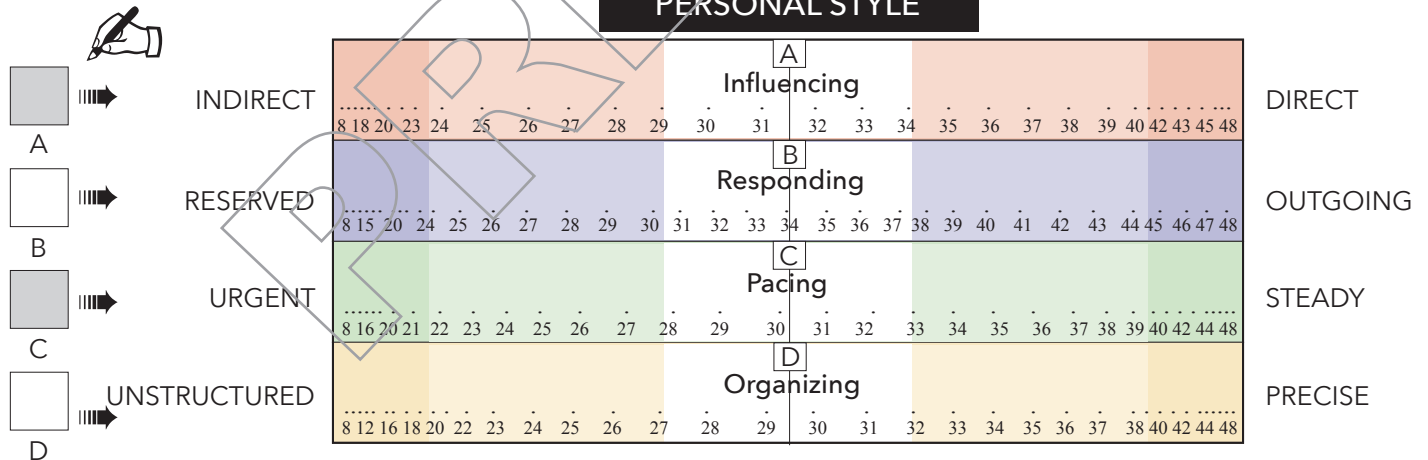 PERSONAL STYLE
A
Influencing
INDIRECT
DIRECT
8 18 20 23 24 25 26 27 28 29 30 31 32 33 34 35 36 37 38 39 40 42 43 45 48
A
B
Responding
RESERVED
OUTGOING
8 15 20 24 25 26 27 28 29 30 31 32 33 34 35 36 37 38 39 40 41 42 43 44 45 46 47 48
B
C
Pacing
URGENT
STEADY
8 16 20 21 22 23 24 25 26 27 28 29 30 31 32 33 34 35 36 37 38 39 40 42 44 48
C
D
Organizing
UNSTRUCTURED
PRECISE
8 12 16 18 20 22 23 24 25 26 27 28 29 30 31 32 33 34 35 36 37 38 40 42 44 48
D